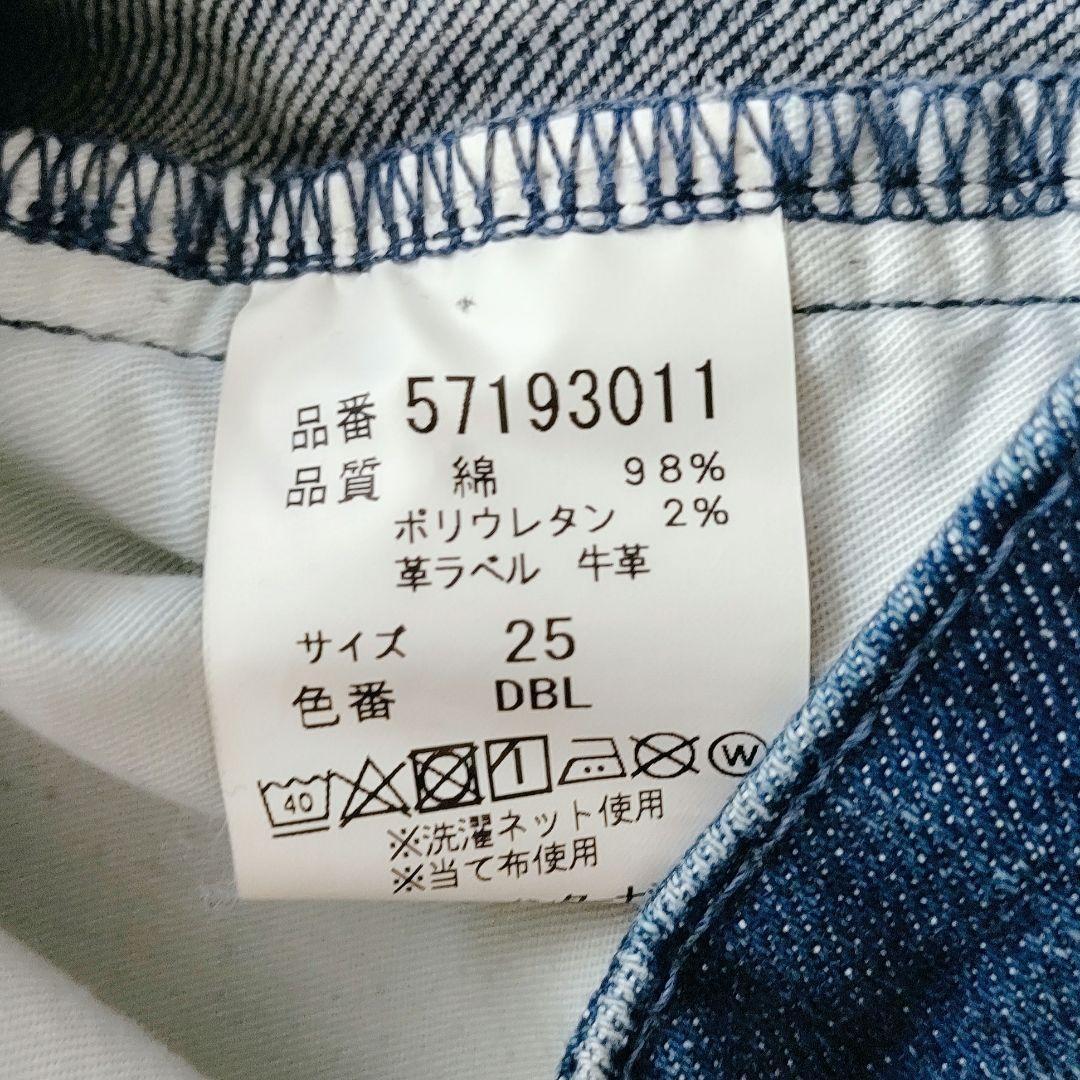 品番 57193011
品質 綿 98%
ポリウレタン 2%
革ラベル 牛革
サイズ 25
色番 DBL
40 W
※洗濯ネット使用
※当て布使用